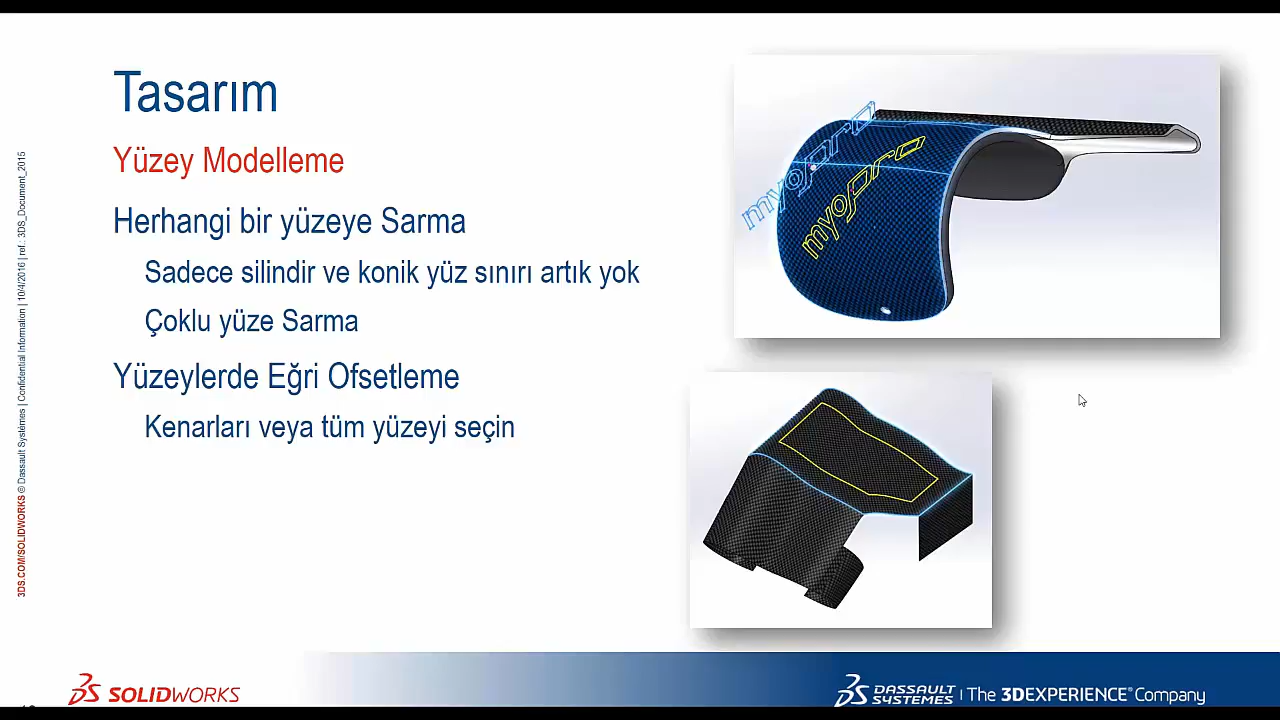 Tasarım
Yüzey Modelleme
Herhangi bir yüzeye Sarma
Sadece silindir ve konik yüz sınırı artık yok
Çoklu yüze Sarma
Yüzeylerde Eğri Ofsetleme
Kenarları veya tüm yüzeyi seçin
myopro
myopro
3DS.COM/SOLIDWORKS © Dassault Systèmes | Confidential Information | 10/4/2016 | ref.: 3DS_Document_2015
SOLIDWORKS
DASSAULT SYSTEMES | The 3DEXPERIENCE® Company